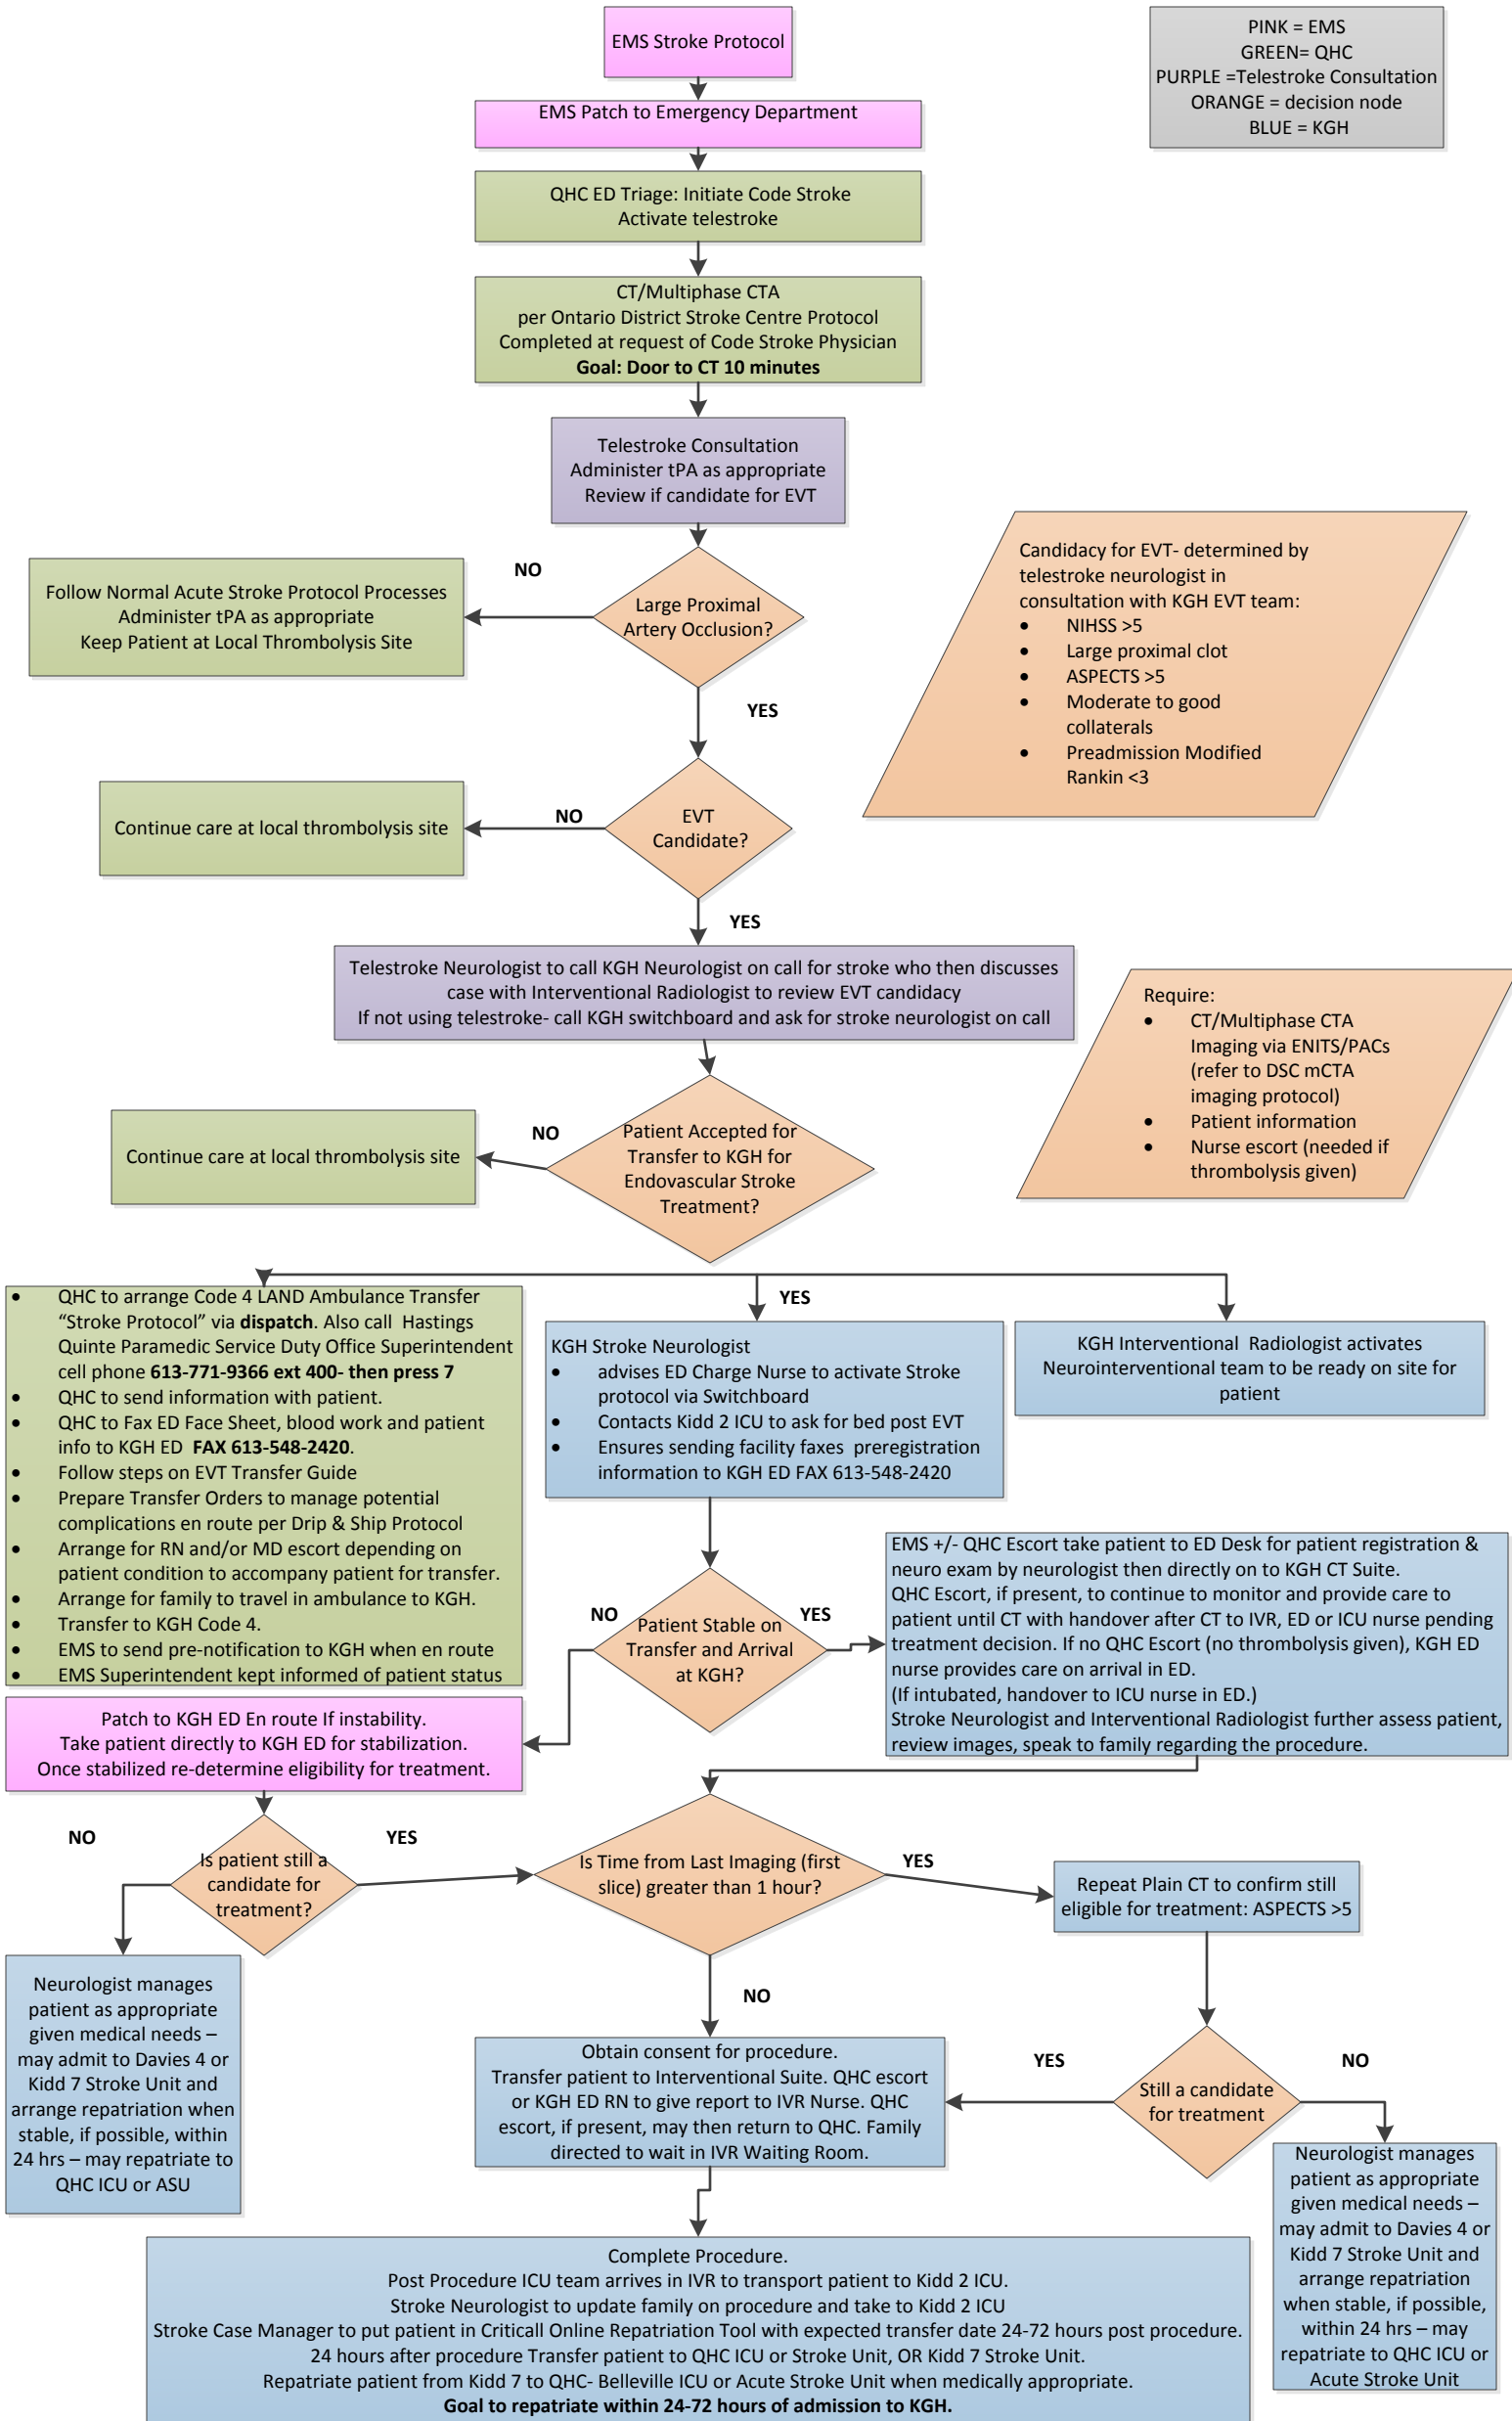 EMS Stroke Protocol
PINK = EMS
GREEN= QHC
PURPLE =Telestroke Consultation
ORANGE = decision node
BLUE = KGH
EMS Patch to Emergency Department
QHC ED Triage: Initiate Code Stroke
Activate telestroke
CT/Multiphase CTA
per Ontario District Stroke Centre Protocol
Completed at request of Code Stroke Physician
Goal: Door to CT 10 minutes
Telestroke Consultation
Administer tPA as appropriate
Review if candidate for EVT
Candidacy for EVT- determined by
telestroke neurologist in
consultation with KGH EVT team:
• NIHSS >5
• Large proximal clot
• ASPECTS >5
• Moderate to good
collaterals
• Preadmission Modified
Rankin <3
Large Proximal
Artery Occlusion?
NO
Follow Normal Acute Stroke Protocol Processes
Administer tPA as appropriate
Keep Patient at Local Thrombolysis Site
YES
EVT
Candidate?
NO
Continue care at local thrombolysis site
YES
Telestroke Neurologist to call KGH Neurologist on call for stroke who then discusses
case with Interventional Radiologist to review EVT candidacy
If not using telestroke- call KGH switchboard and ask for stroke neurologist on call
Require:
• CT/Multiphase CTA
Imaging via ENITS/PACs
(refer to DSC mCTA
imaging protocol)
• Patient information
• Nurse escort (needed if
thrombolysis given)
Patient Accepted for
Transfer to KGH for
Endovascular Stroke
Treatment?
NO
Continue care at local thrombolysis site
YES
• QHC to arrange Code 4 LAND Ambulance Transfer
“Stroke Protocol” via dispatch. Also call Hastings
Quinte Paramedic Service Duty Office Superintendent
cell phone 613-771-9366 ext 400- then press 7
• QHC to send information with patient.
• QHC to Fax ED Face Sheet, blood work and patient
info to KGH ED FAX 613-548-2420.
• Follow steps on EVT Transfer Guide
• Prepare Transfer Orders to manage potential
complications en route per Drip & Ship Protocol
• Arrange for RN and/or MD escort depending on
patient condition to accompany patient for transfer.
• Arrange for family to travel in ambulance to KGH.
• Transfer to KGH Code 4.
• EMS to send pre-notification to KGH when en route
• EMS Superintendent kept informed of patient status
KGH Stroke Neurologist
• advises ED Charge Nurse to activate Stroke
protocol via Switchboard
• Contacts Kidd 2 ICU to ask for bed post EVT
• Ensures sending facility faxes preregistration
information to KGH ED FAX 613-548-2420
KGH Interventional Radiologist activates
Neurointerventional team to be ready on site for
patient
Patient Stable on
Transfer and Arrival
at KGH?
NO
YES
EMS +/- QHC Escort take patient to ED Desk for patient registration &
neuro exam by neurologist then directly on to KGH CT Suite.
QHC Escort, if present, to continue to monitor and provide care to
patient until CT with handover after CT to IVR, ED or ICU nurse pending
treatment decision. If no QHC Escort (no thrombolysis given), KGH ED
nurse provides care on arrival in ED.
(If intubated, handover to ICU nurse in ED.)
Stroke Neurologist and Interventional Radiologist further assess patient,
review images, speak to family regarding the procedure.
Patch to KGH ED En route If instability.
Take patient directly to KGH ED for stabilization.
Once stabilized re-determine eligibility for treatment.
Is patient still a
candidate for
treatment?
NO
YES
Is Time from Last Imaging (first
slice) greater than 1 hour?
YES
NO
Repeat Plain CT to confirm still
eligible for treatment: ASPECTS >5
Neurologist manages
patient as appropriate
given medical needs –
may admit to Davies 4 or
Kidd 7 Stroke Unit and
arrange repatriation when
stable, if possible, within
24 hrs – may repatriate to
QHC ICU or ASU
Obtain consent for procedure.
Transfer patient to Interventional Suite. QHC escort
or KGH ED RN to give report to IVR Nurse. QHC
escort, if present, may then return to QHC. Family
directed to wait in IVR Waiting Room.
YES
Still a candidate
for treatment
NO
Neurologist manages
patient as appropriate
given medical needs –
may admit to Davies 4 or
Kidd 7 Stroke Unit and
arrange repatriation
when stable, if possible,
within 24 hrs – may
repatriate to QHC ICU or
Acute Stroke Unit
Complete Procedure.
Post Procedure ICU team arrives in IVR to transport patient to Kidd 2 ICU.
Stroke Neurologist to update family on procedure and take to Kidd 2 ICU
Stroke Case Manager to put patient in Criticall Online Repatriation Tool with expected transfer date 24-72 hours post procedure.
24 hours after procedure Transfer patient to QHC ICU or Stroke Unit, OR Kidd 7 Stroke Unit.
Repatriate patient from Kidd 7 to QHC- Belleville ICU or Acute Stroke Unit when medically appropriate.
Goal to repatriate within 24-72 hours of admission to KGH.